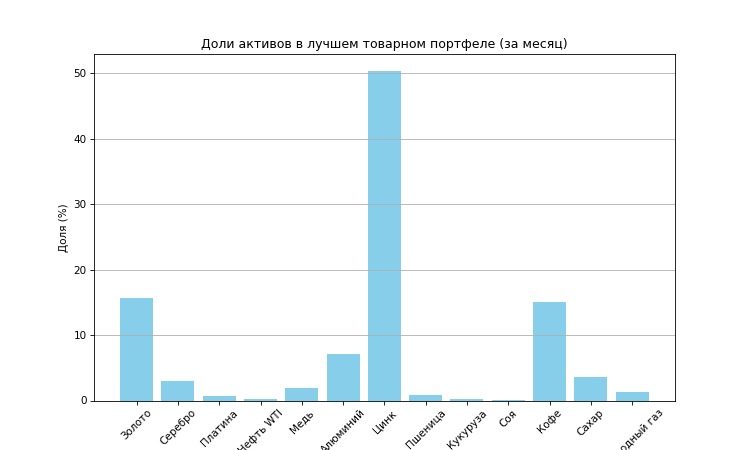 Доли активов в лучшем товарном портфеле (за месяц)
Доля (%)
50
40
30
20
10
0
Золото
Серебро
Платина
Нефть WTI
Медь
Алюминий
Цинк
Пшеница
Кукуруза
Соя
Кофе
Сахар
газ